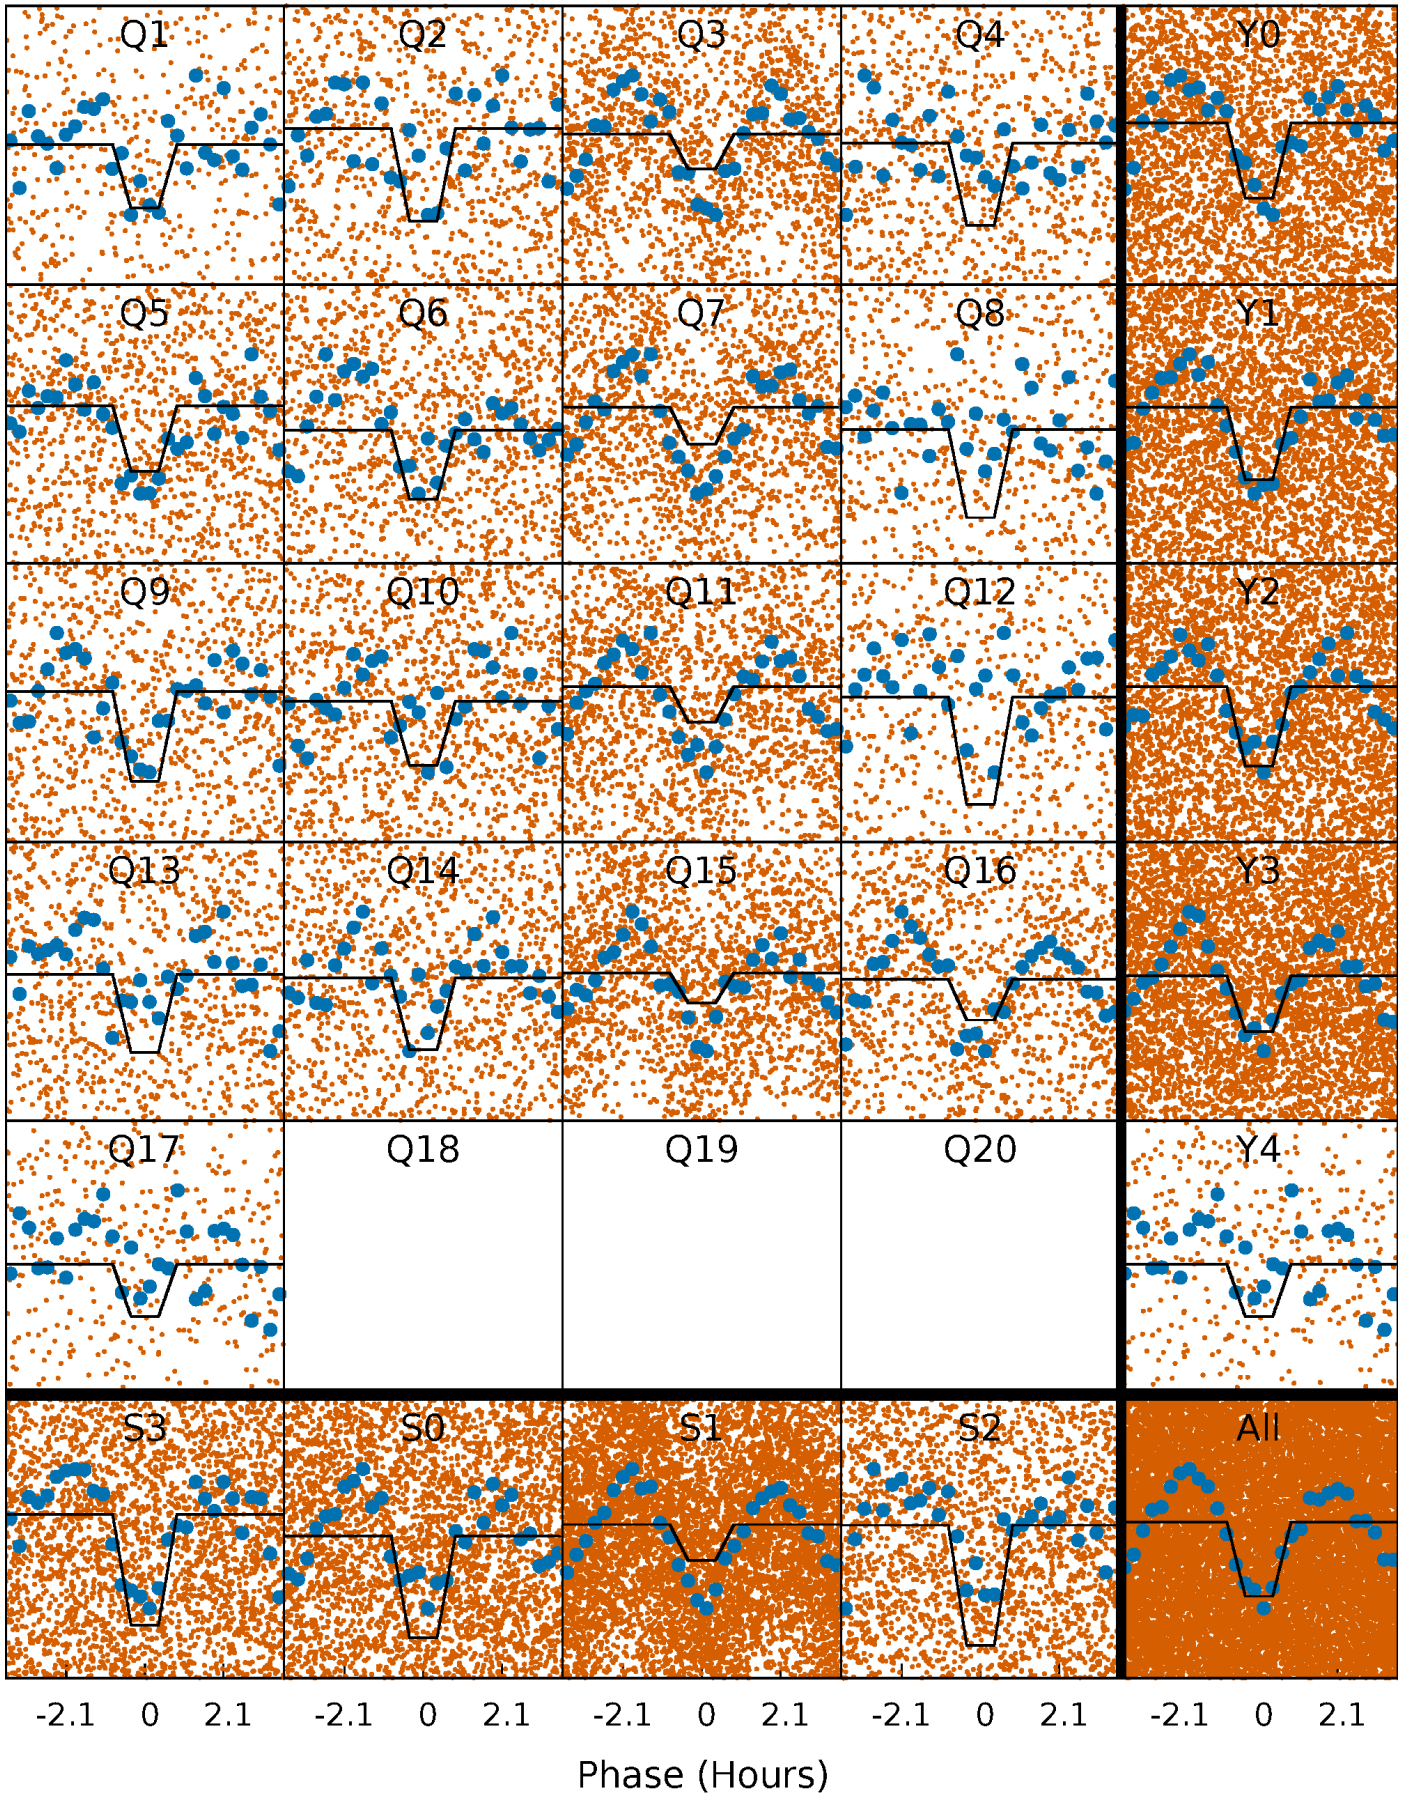 Q1 Q2 Q3 Q4 Y0
Q5 Q6 Q7 Q8 Y1
Q9 Q10 Q11 Q12 Y2
Q13 Q14 Q15 Q16 Y3
Q17 Q18 Q19 Q20 Y4
S3 S0 S1 S2 All
-2.1 0 2.1 -2.1 0 2.1 -2.1 0 2.1 -2.1 0 2.1 -2.1 0 2.1
Phase (Hours)